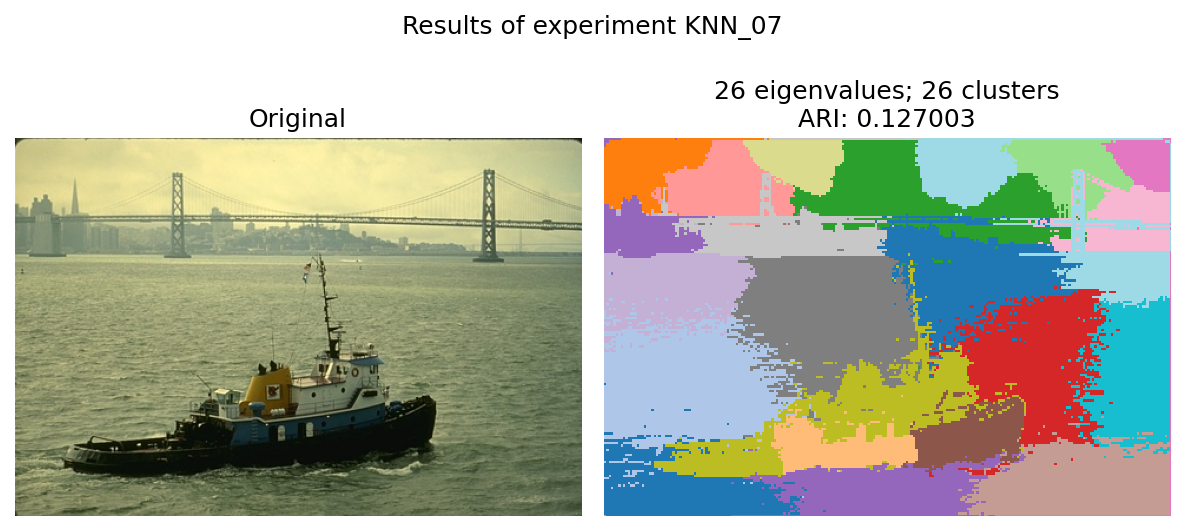 Results of experiment KNN_07
Original
26 eigenvalues; 26 clusters
ARI: 0.127003